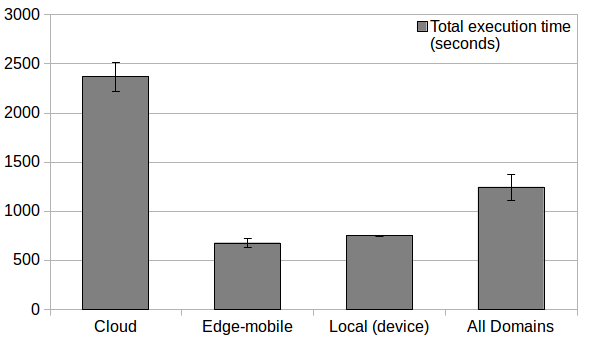 3000
Total execution time
(seconds)
2500
2000
1500
1000
500
0
Cloud
Edge-mobile
Local (device)
All Domains